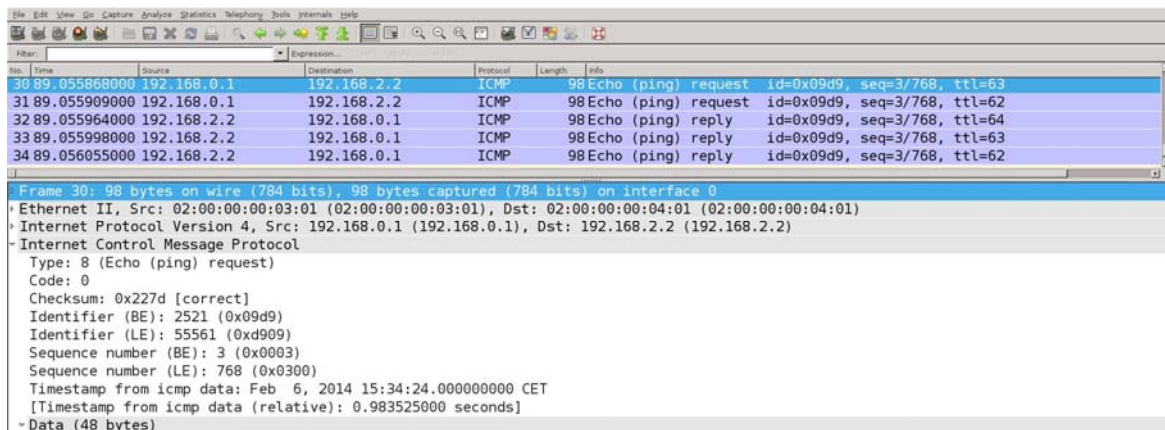 File Edit View Go Capture Analyze Statistics Telephony Tools Internals Help
Filter: Expression...
No. Time Source Destination Protocol Length Info
30 89.055868000 192.168.0.1 192.168.2.2 ICMP 98 Echo (ping) request id=0x09d9, seq=3/768, ttl=63
31 89.055909000 192.168.0.1 192.168.2.2 ICMP 98 Echo (ping) request id=0x09d9, seq=3/768, ttl=62
32 89.055964000 192.168.2.2 192.168.0.1 ICMP 98 Echo (ping) reply id=0x09d9, seq=3/768, ttl=64
33 89.055998000 192.168.2.2 192.168.0.1 ICMP 98 Echo (ping) reply id=0x09d9, seq=3/768, ttl=63
34 89.056055000 192.168.2.2 192.168.0.1 ICMP 98 Echo (ping) reply id=0x09d9, seq=3/768, ttl=62
Frame 30: 98 bytes on wire (784 bits), 98 bytes captured (784 bits) on interface 0
Ethernet II, Src: 02:00:00:00:03:01 (02:00:00:00:03:01), Dst: 02:00:00:00:04:01 (02:00:00:00:04:01)
Internet Protocol Version 4, Src: 192.168.0.1 (192.168.0.1), Dst: 192.168.2.2 (192.168.2.2)
Internet Control Message Protocol
Type: 8 (Echo (ping) request)
Code: 0
Checksum: 0x227d [correct]
Identifier (BE): 2521 (0x09d9)
Identifier (LE): 55561 (0xd909)
Sequence number (BE): 3 (0x0003)
Sequence number (LE): 768 (0x0300)
Timestamp from icmp data: Feb 6, 2014 15:34:24.000000000 CET
[Timestamp from icmp data (relative): 0.983525000 seconds]
Data (48 bytes)